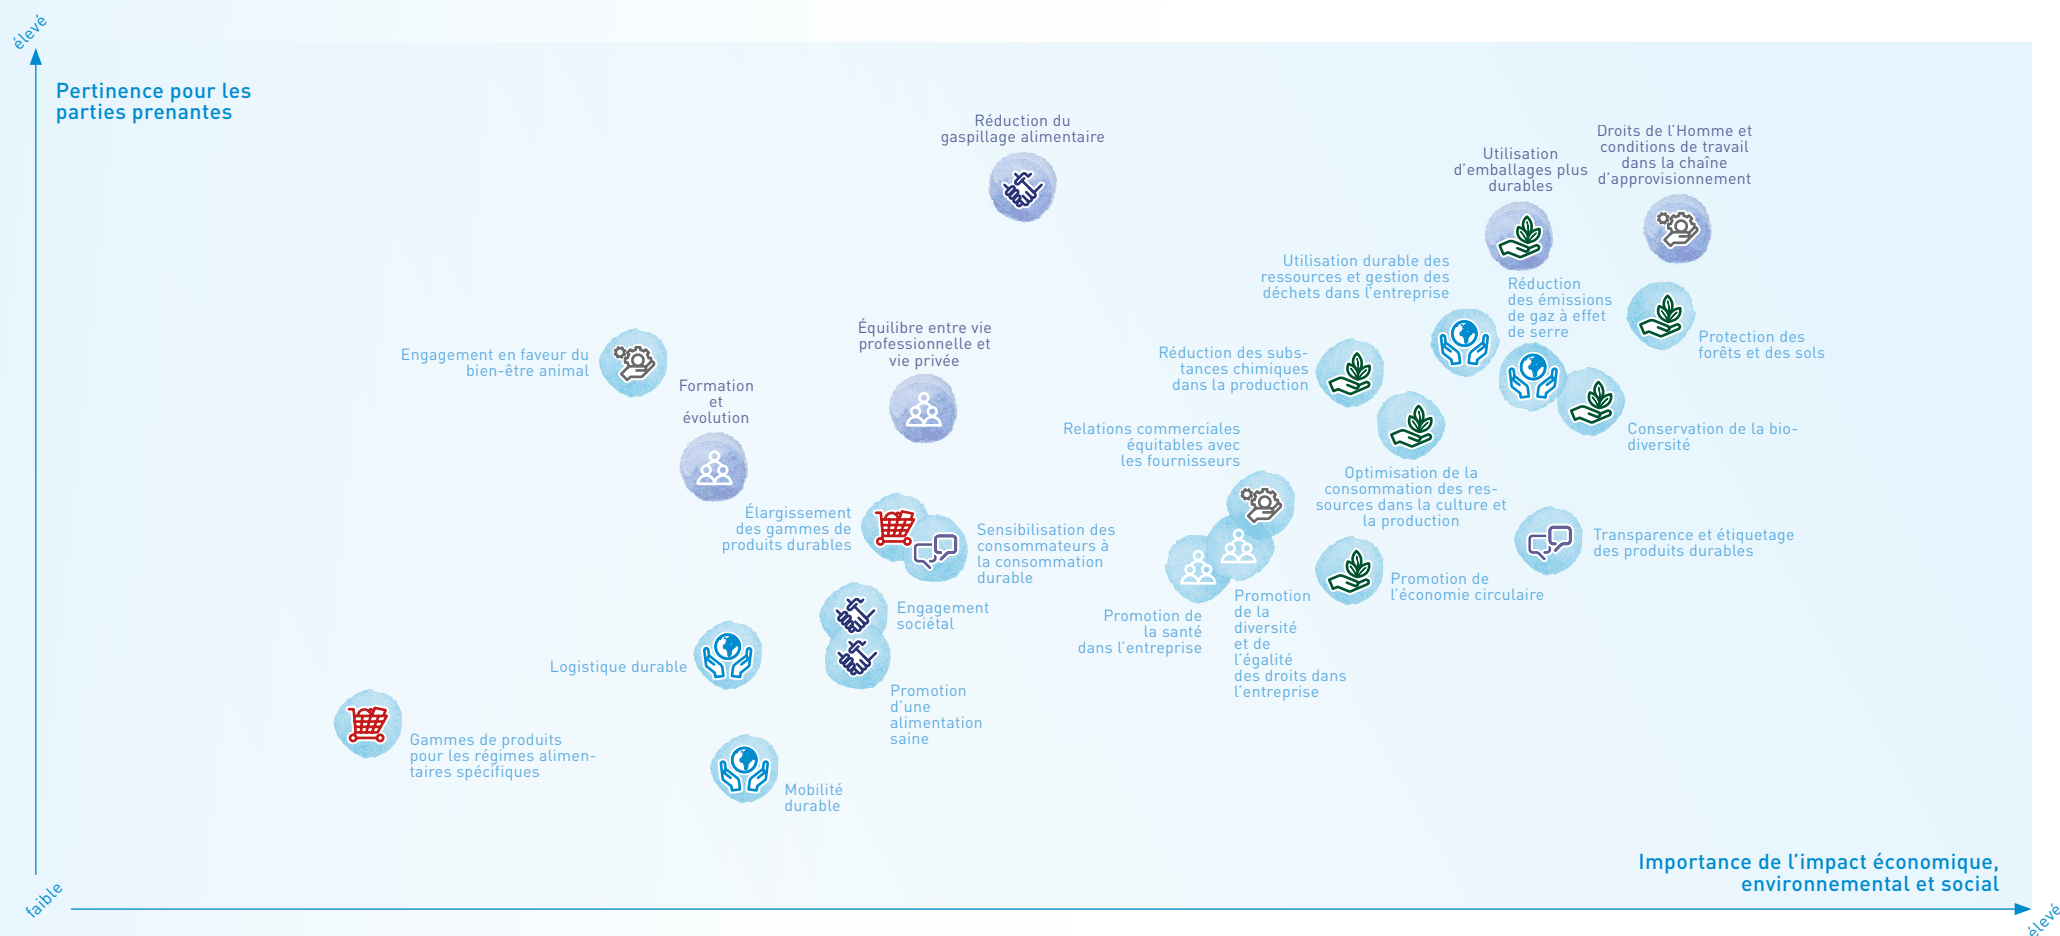 élevé
Pertinence pour les
parties prenantes
Réduction du
gaspillage alimentaire
Droits de l'Homme et
conditions de travail
dans la chaîne
d'approvisionnement
Utilisation
d'emballages plus
durables
Utilisation durable des
ressources et gestion des
déchets dans l'entreprise
Réduction
des émissions
de gaz à effet
de serre
Protection des
forêts et des sols
Équilibre entre vie
professionnelle et
vie privée
Engagement en faveur du
bien-être animal
Réduction des subs-
tances chimiques
dans la production
Formation
et
évolution
Relations commerciales
équitables avec
les fournisseurs
Conservation de la bio-
diversité
Optimisation de la
consommation des res-
sources dans la culture et
la production
Élargissement
des gammes de
produits durables
Sensibilisation des
consommateurs à
la consommation
durable
Transparence et étiquetage
des produits durables
Promotion de
l'économie circulaire
Engagement
sociétal
Promotion de
la santé
dans l'entreprise
Promotion
de la
diversité
et de
l'égalité
des droits dans
l'entreprise
Logistique durable
Promotion
d'une
alimentation
saine
Gammes de produits
pour les régimes alimen-
taires spécifiques
Mobilité
durable
Importance de l'impact économique,
environnemental et social
faible
élevé